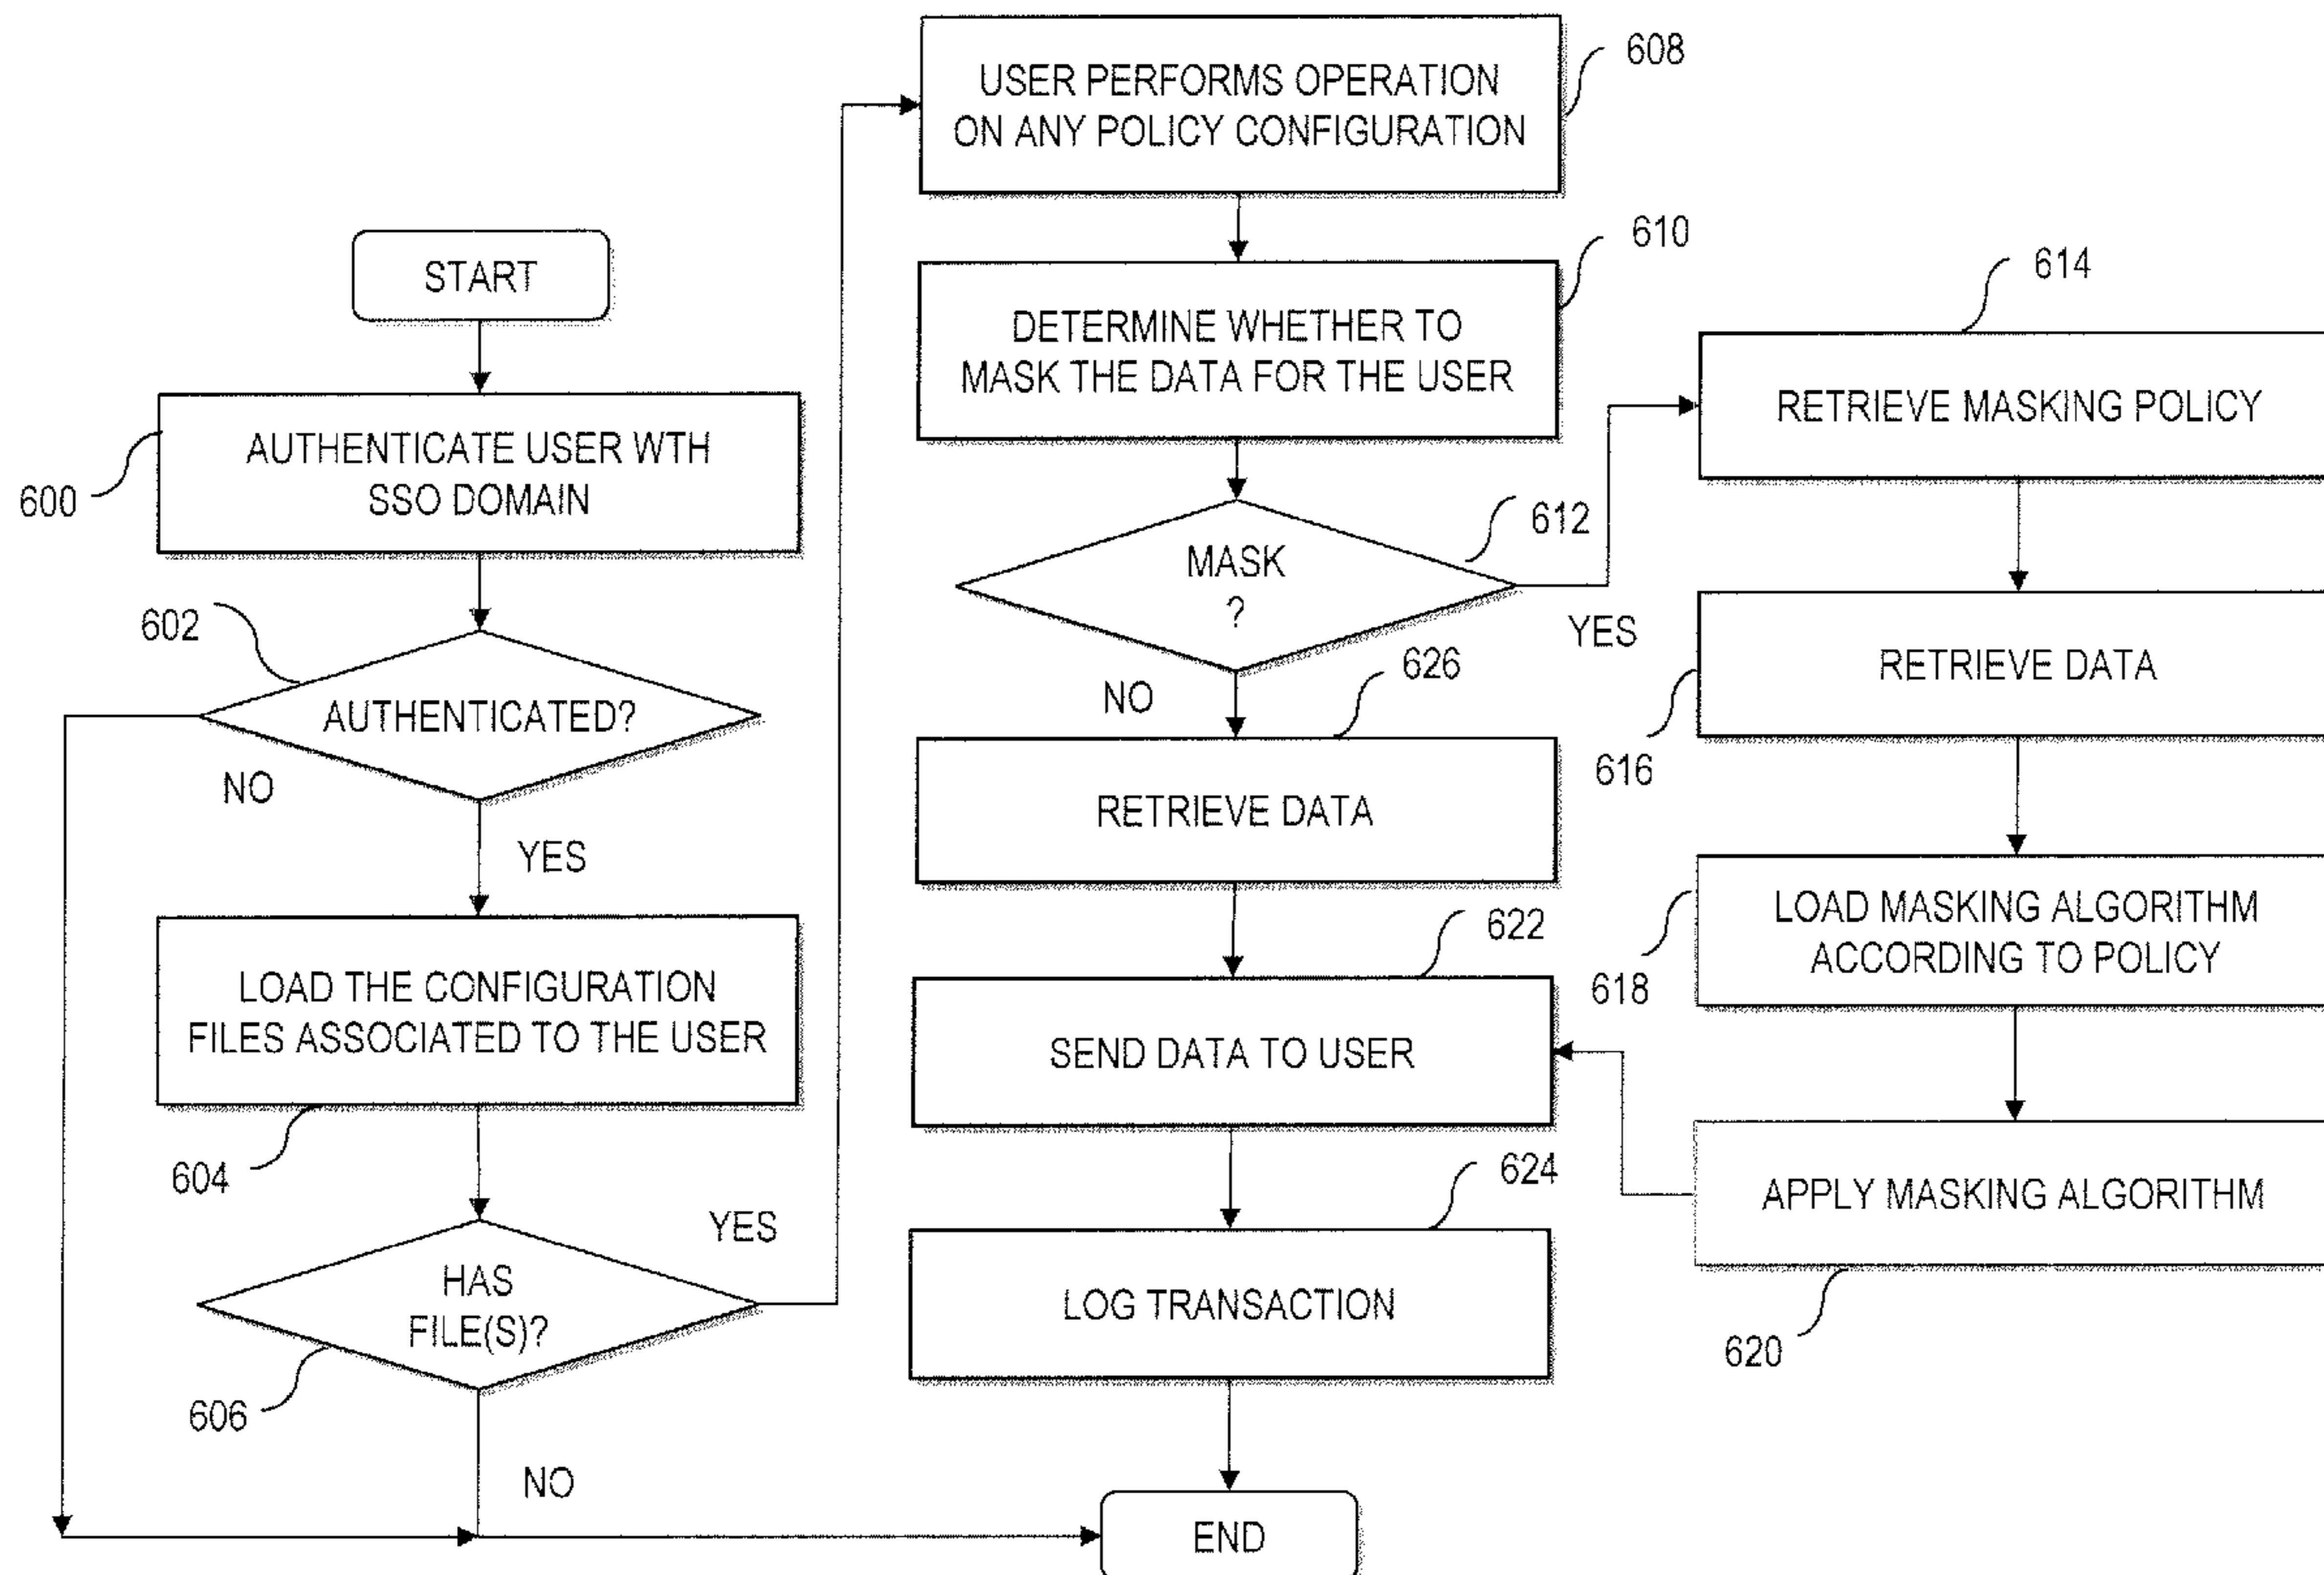 START
600
AUTHENTICATE USER WTH
SSO DOMAIN
602
AUTHENTICATED?
NO
YES
LOAD THE CONFIGURATION
FILES ASSOCIATED TO THE USER
604
HAS
FILE(S)?
YES
606
NO
608
USER PERFORMS OPERATION
ON ANY POLICY CONFIGURATION
610
DETERMINE WHETHER TO
MASK THE DATA FOR THE USER
612
MASK
?
YES
NO
626
RETRIEVE DATA
622
SEND DATA TO USER
624
LOG TRANSACTION
END
614
RETRIEVE MASKING POLICY
RETRIEVE DATA
616
LOAD MASKING ALGORITHM
ACCORDING TO POLICY
618
APPLY MASKING ALGORITHM
620